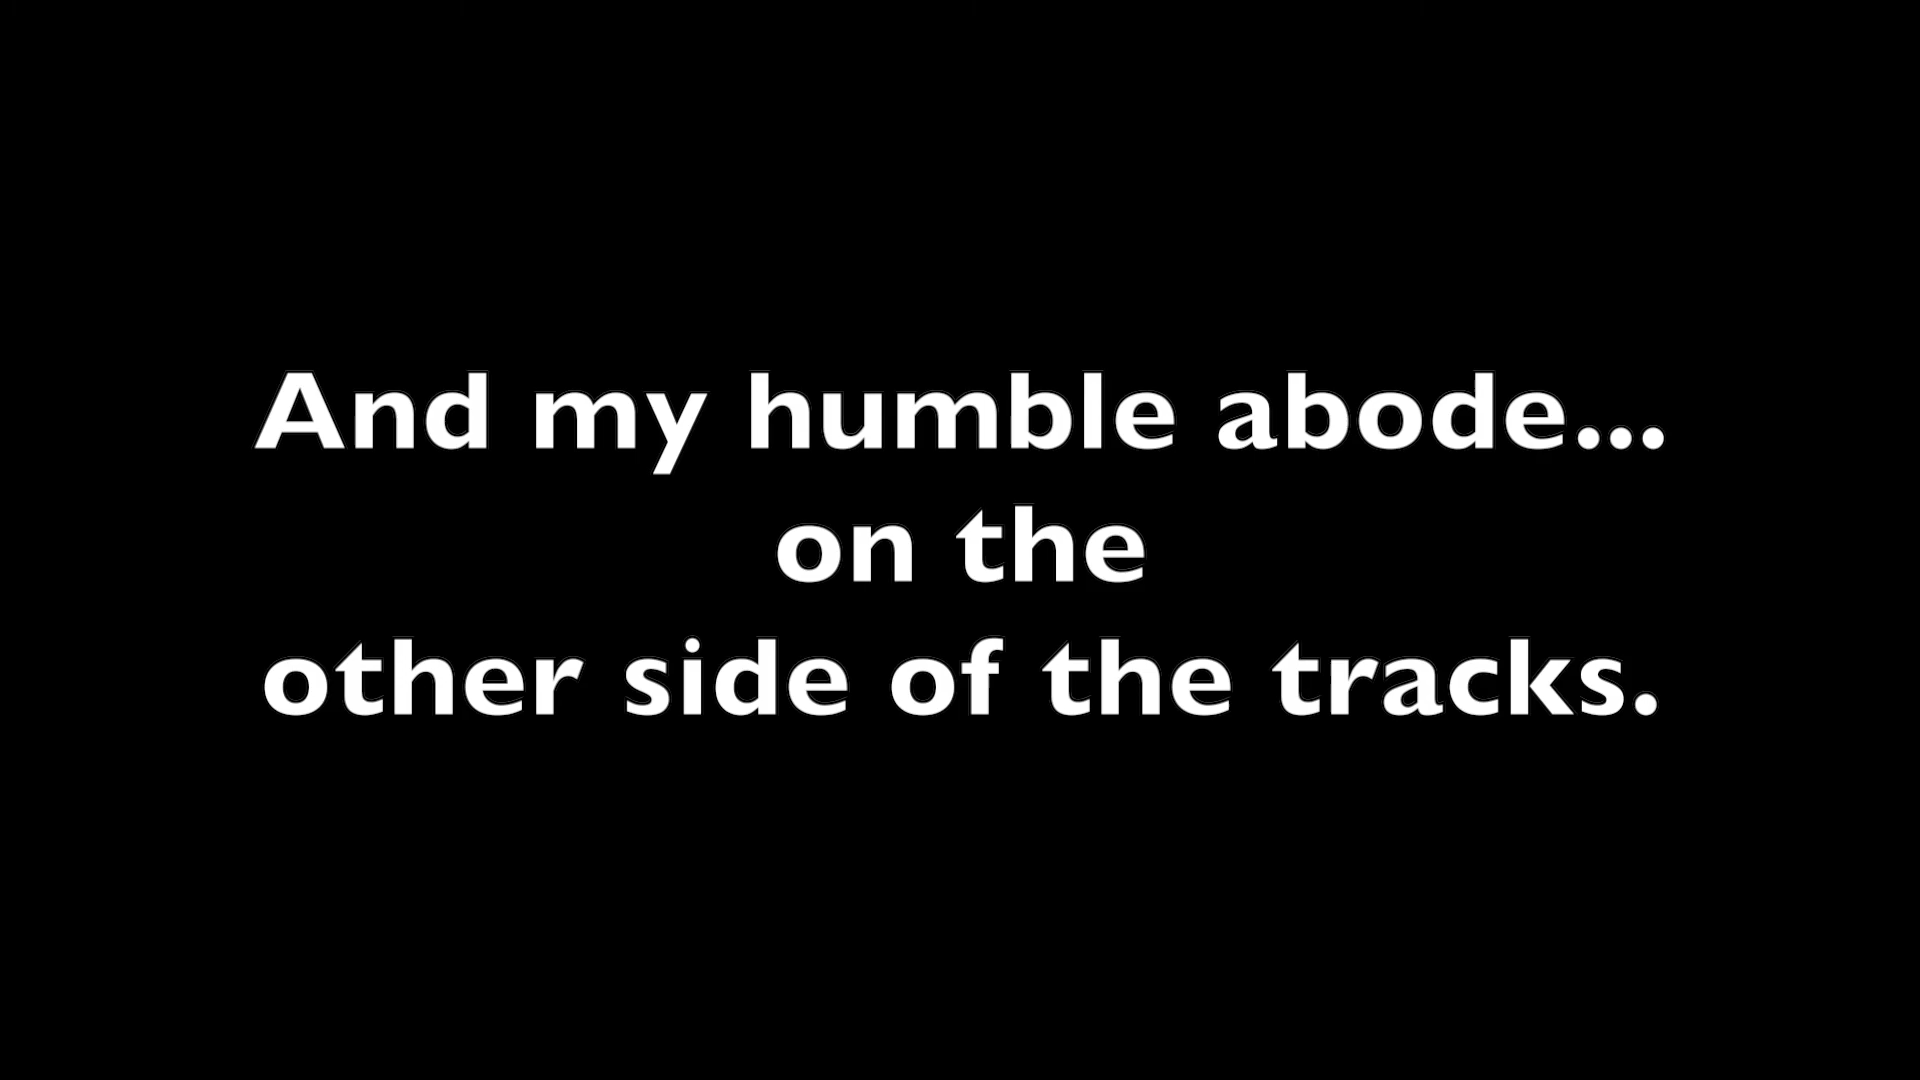 And my humble abode...
on the
other side of the tracks.